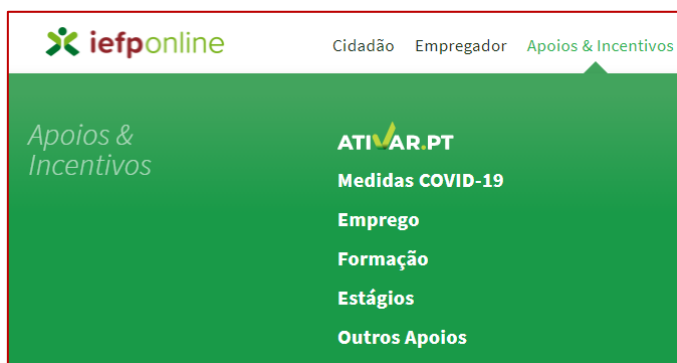 iefponline
Cidadão Empregador Apoios & Incentivos
Apoios &
Incentivos
ATIVAR.PT
Medidas COVID-19
Emprego
Formação
Estágios
Outros Apoios